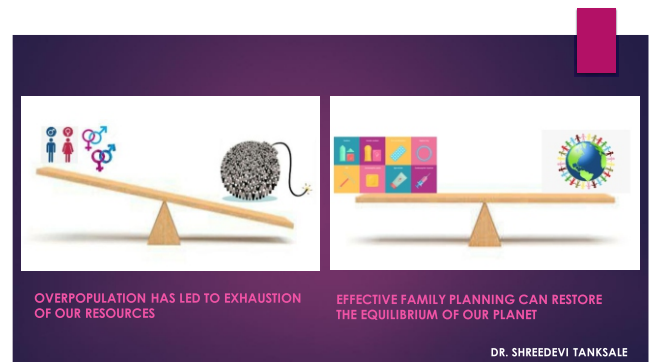 OVERPOPULATION HAS LED TO EXHAUSTION
OF OUR RESOURCES
EFFECTIVE FAMILY PLANNING CAN RESTORE
THE EQUILIBRIUM OF OUR PLANET
DR. SHREEDEVI TANKSALE